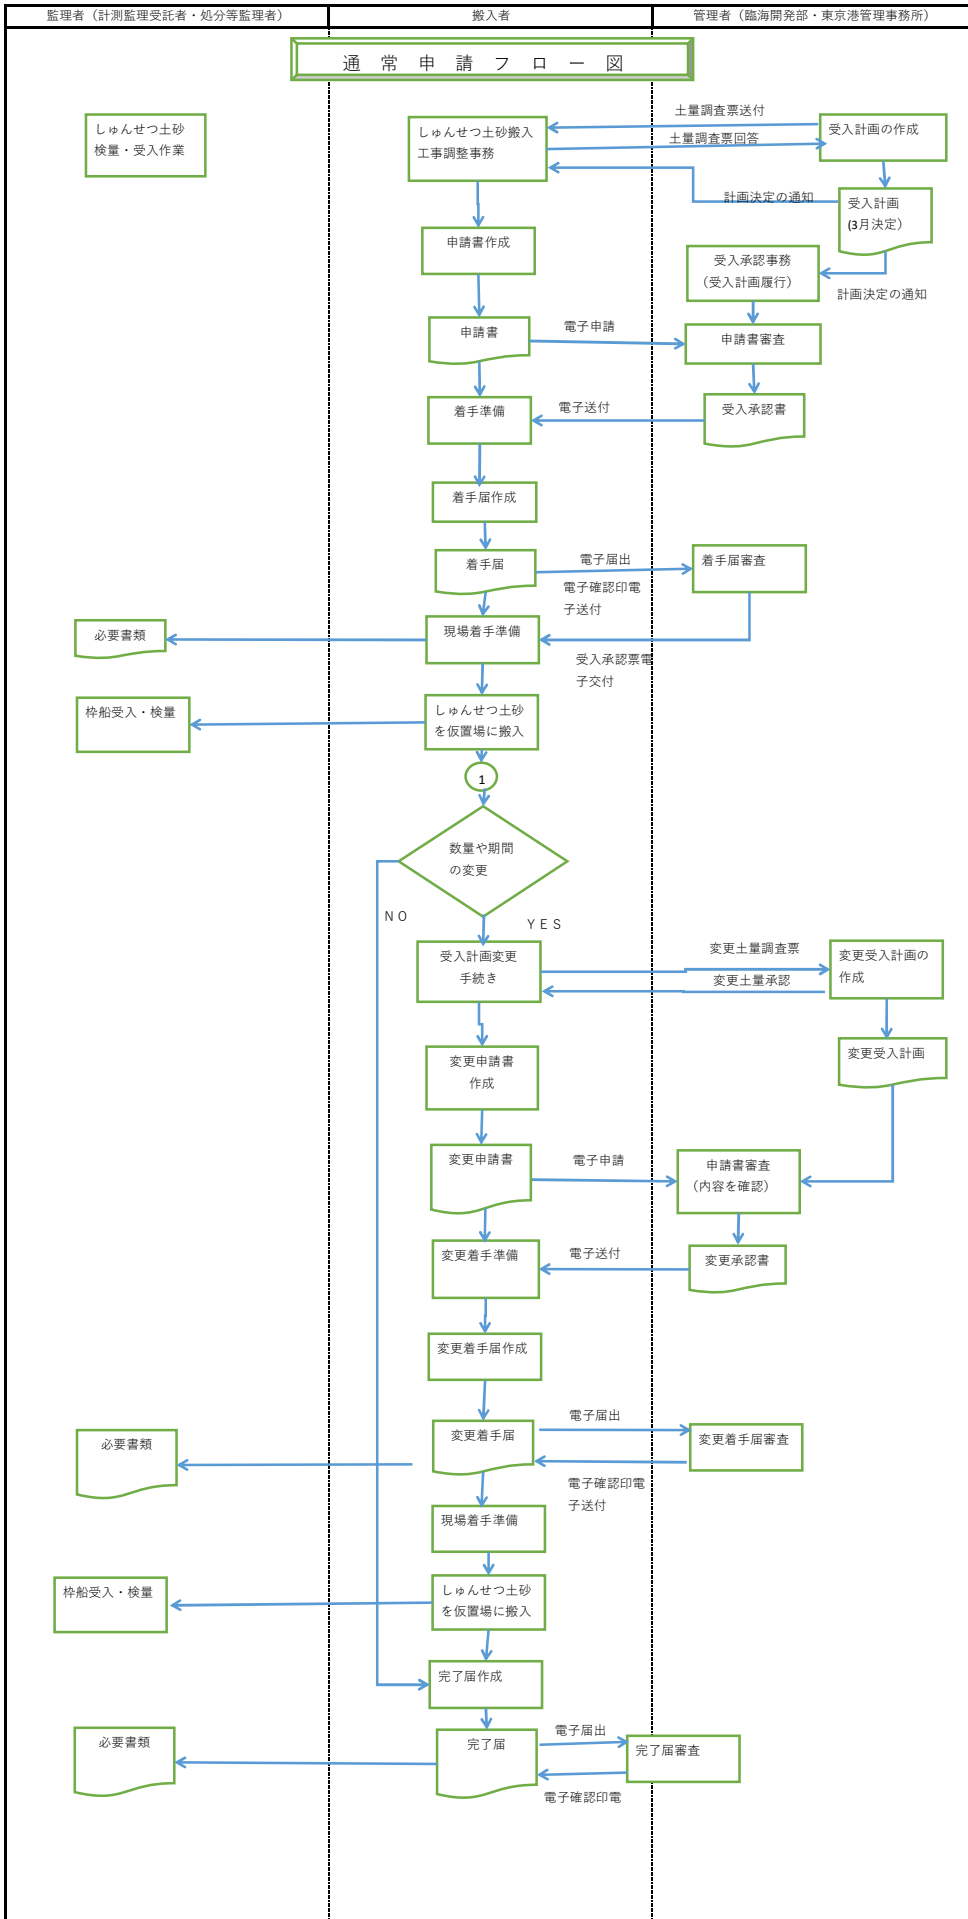 監理者（計測監理受託者・処分等監理者）
搬入者
管理者（臨海開発部・東京港管理事務所）
通常申請フロー図
しゅんせつ土砂
検量・受入作業
しゅんせつ土砂搬入
工事調整事務
土量調査票送付
土量調査票回答
受入計画の作成
計画決定の通知
受入計画
(3月決定）
申請書作成
受入承認事務
（受入計画履行）
計画決定の通知
申請書
電子申請
申請書審査
着手準備
電子送付
受入承認書
着手届作成
着手届
電子届出
着手届審査
電子確認印電
子送付
必要書類
現場着手準備
受入承認票電
子交付
枠船受入・検量
しゅんせつ土砂
を仮置場に搬入
1
数量や期間
の変更
NO
YES
受入計画変更
手続き
変更土量調査票
変更土量承認
変更受入計画の
作成
変更申請書
作成
変更受入計画
変更申請書
電子申請
申請書審査
（内容を確認）
変更着手準備
電子送付
変更承認書
変更着手届作成
必要書類
変更着手届
電子届出
変更着手届審査
電子確認印電
子送付
現場着手準備
枠船受入・検量
しゅんせつ土砂
を仮置場に搬入
完了届作成
必要書類
完了届
電子届出
完了届審査
電子確認印電